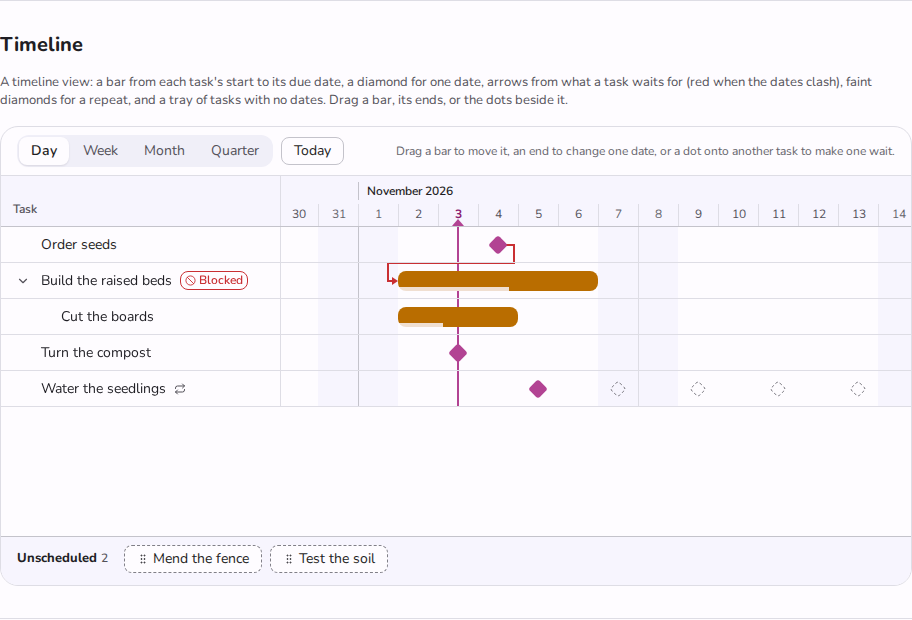 Timeline
A timeline view: a bar from each task's start to its due date, a diamond for one date, arrows from what a task waits for (red when the dates clash), faint
diamonds for a repeat, and a tray of tasks with no dates. Drag a bar, its ends, or the dots beside it.
Day Week Month Quarter Today Drag a bar to move it, an end to change one date, or a dot onto another task to make one wait.
November 2026
Task 30 31 1 2 3 4 5 6 7 8 9 10 11 12 13 14
Order seeds
Build the raised beds Blocked
Cut the boards
Turn the compost
Water the seedlings
Unscheduled 2 Mend the fence Test the soil